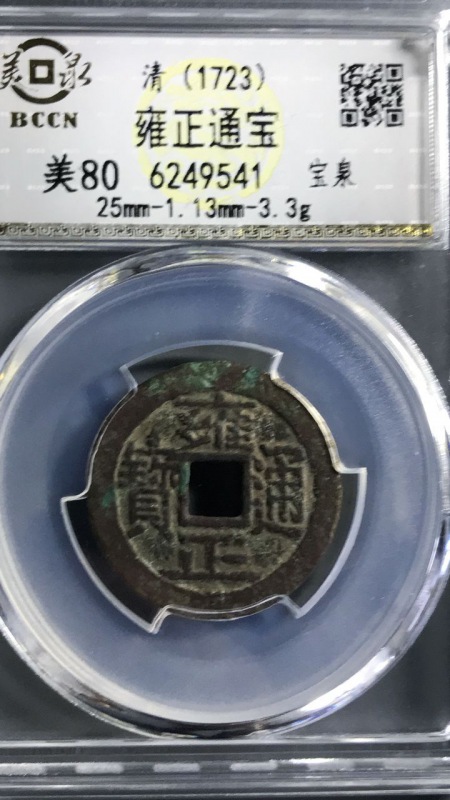 美泉
BCCN
清（1723）
雍正通宝
美80 6249541 宝泉
25mm-1.13mm-3.3g
雍正通寶